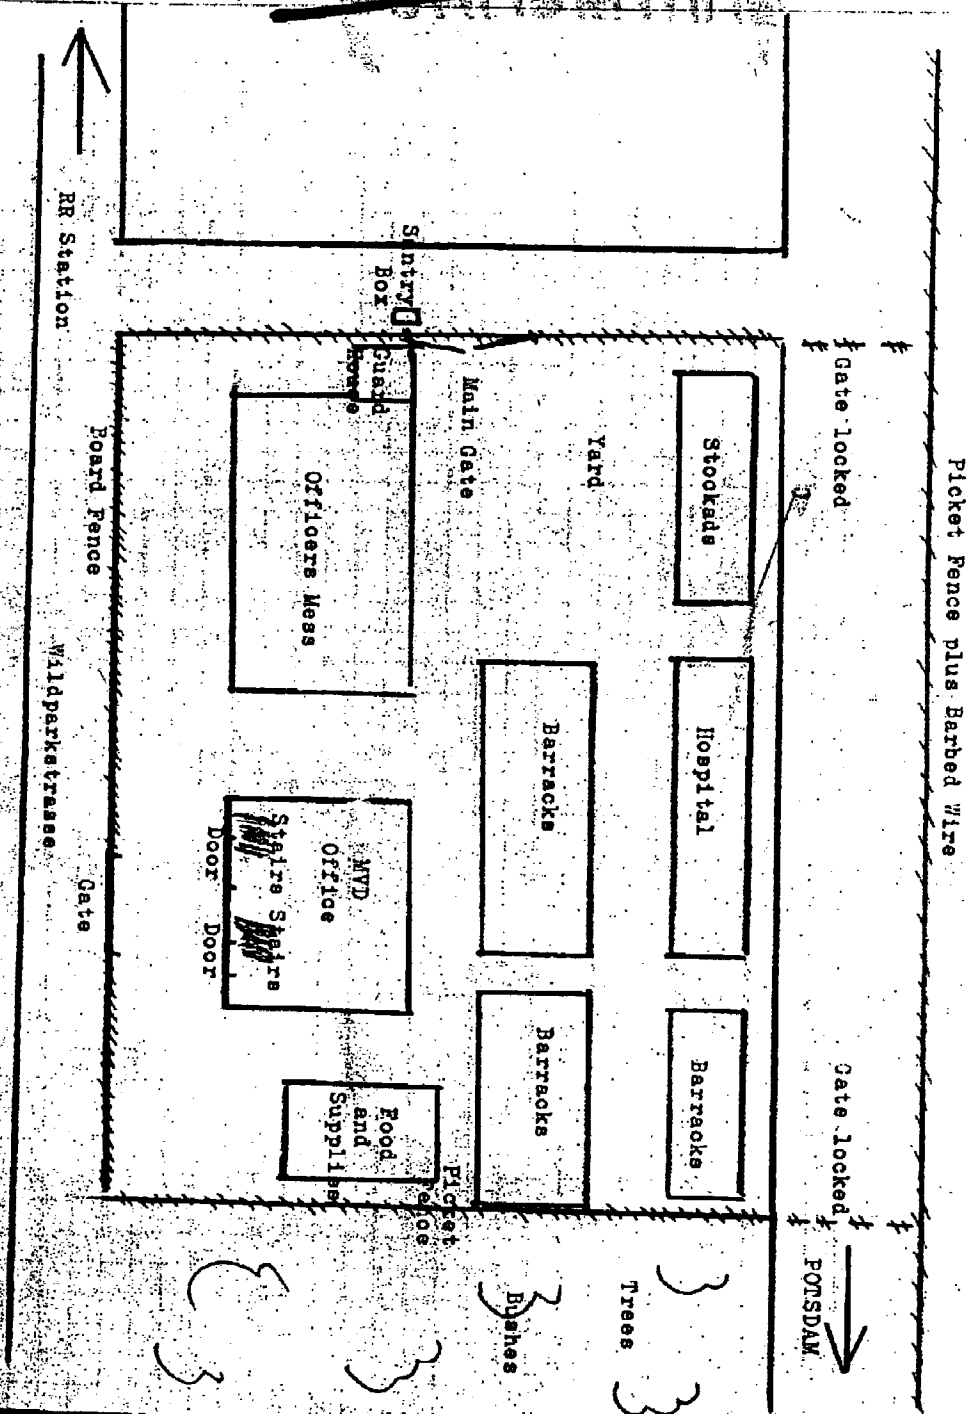 Picket Fence plus Barbed Wire
Gate locked
Gate locked
POTSDAM
Stockads
Hospital
Barracks
Trees
Yard
Barracks
Barracks
Bushes
Main Gate
Picket
Fence
Sentry
Box
Guard
House
Officers Mess
MVD
Office
Stairs Stairs
Door Door
Food
and
Supplies
Board Fence
Gate
RR Station
Wildparkstrasse